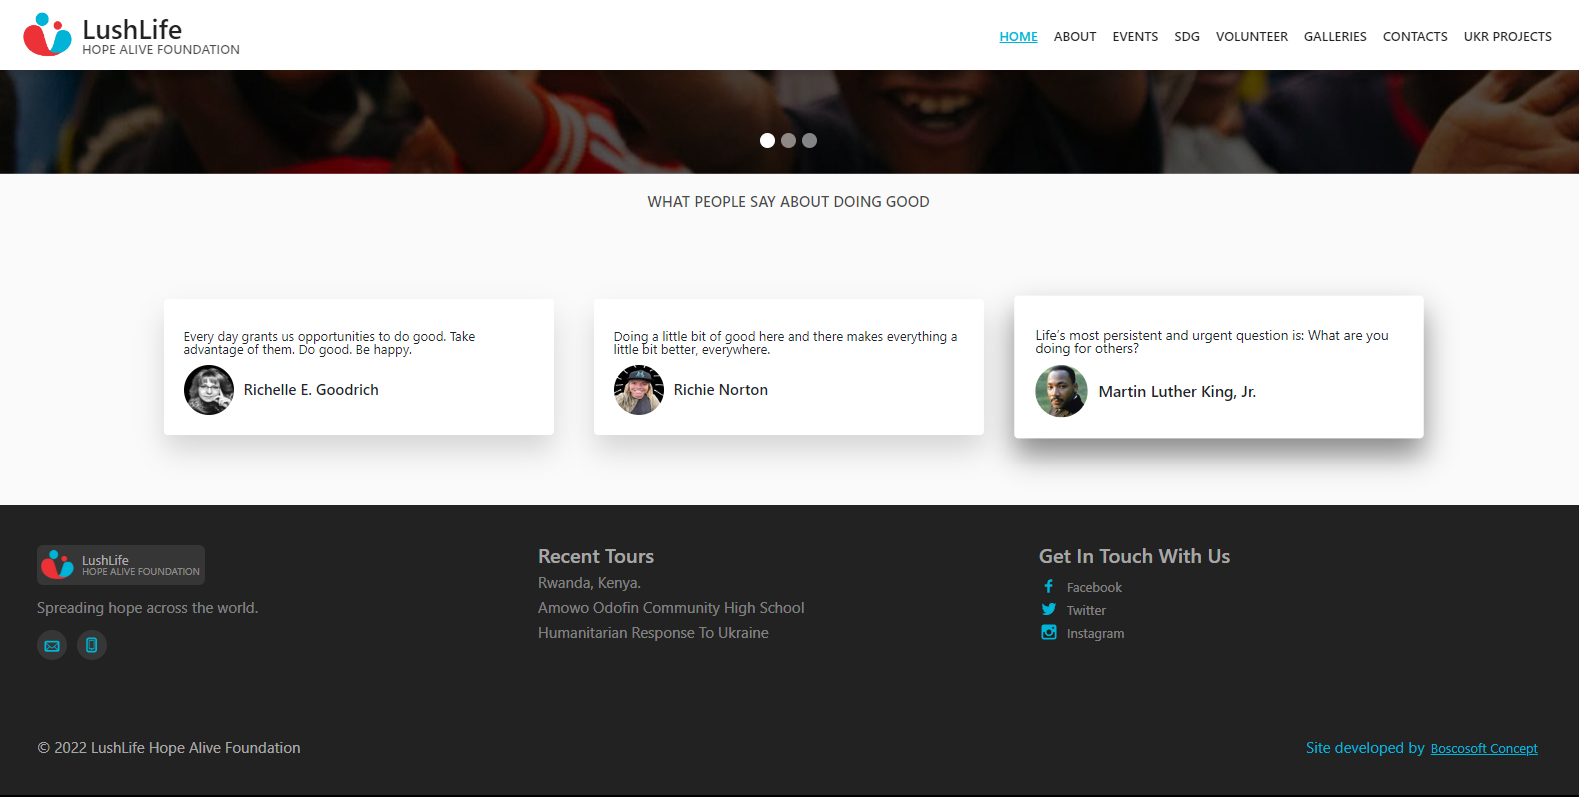 LushLife
HOPE ALIVE FOUNDATION
HOME ABOUT EVENTS SDG VOLUNTEER GALLERIES CONTACTS UKR PROJECTS
WHAT PEOPLE SAY ABOUT DOING GOOD
Every day grants us opportunities to do good. Take
advantage of them. Do good. Be happy.
Richelle E. Goodrich
Doing a little bit of good here and there makes everything a
little bit better, everywhere.
Richie Norton
Life's most persistent and urgent question is: What are you
doing for others?
Martin Luther King, Jr.
LushLife
HOPE ALIVE FOUNDATION
Spreading hope across the world.
Recent Tours
Rwanda, Kenya.
Amowo Odofin Community High School
Humanitarian Response To Ukraine
Get In Touch With Us
Facebook
Twitter
Instagram
© 2022 LushLife Hope Alive Foundation
Site developed by Boscosoft Concept